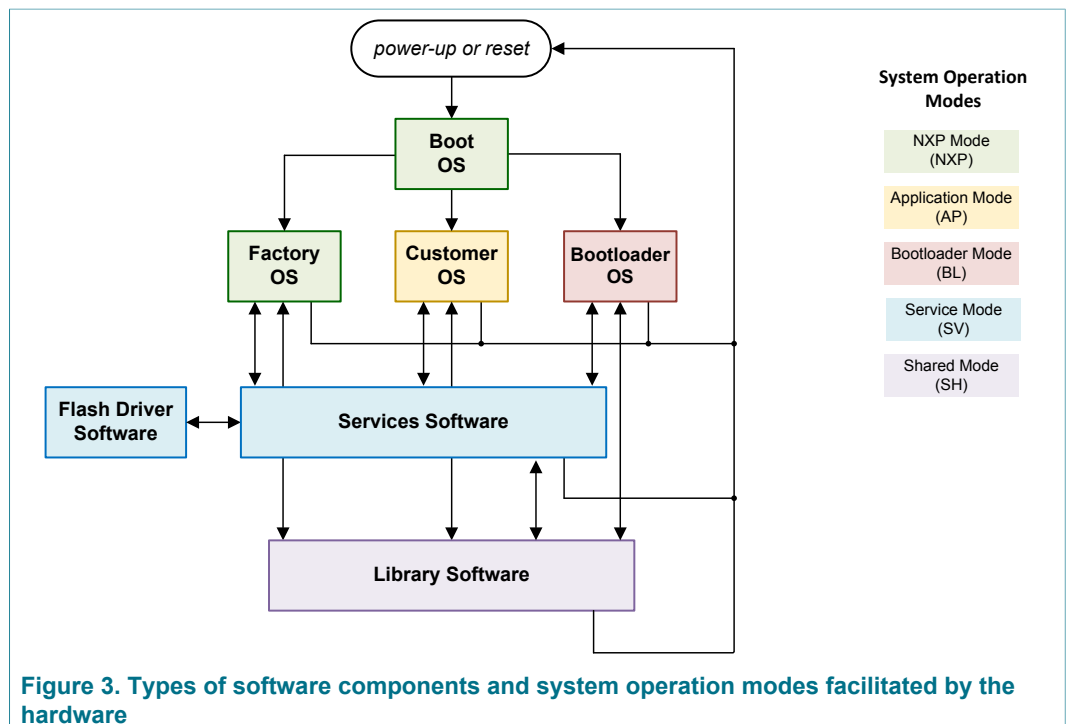 power-up or reset
System Operation
Modes
Boot
OS
NXP Mode
(NXP)
Application Mode
(AP)
Factory
OS
Customer
OS
Bootloader
OS
Bootloader Mode
(BL)
Service Mode
(SV)
Shared Mode
(SH)
Flash Driver
Software
Services Software
Library Software
Figure 3. Types of software components and system operation modes facilitated by the
hardware